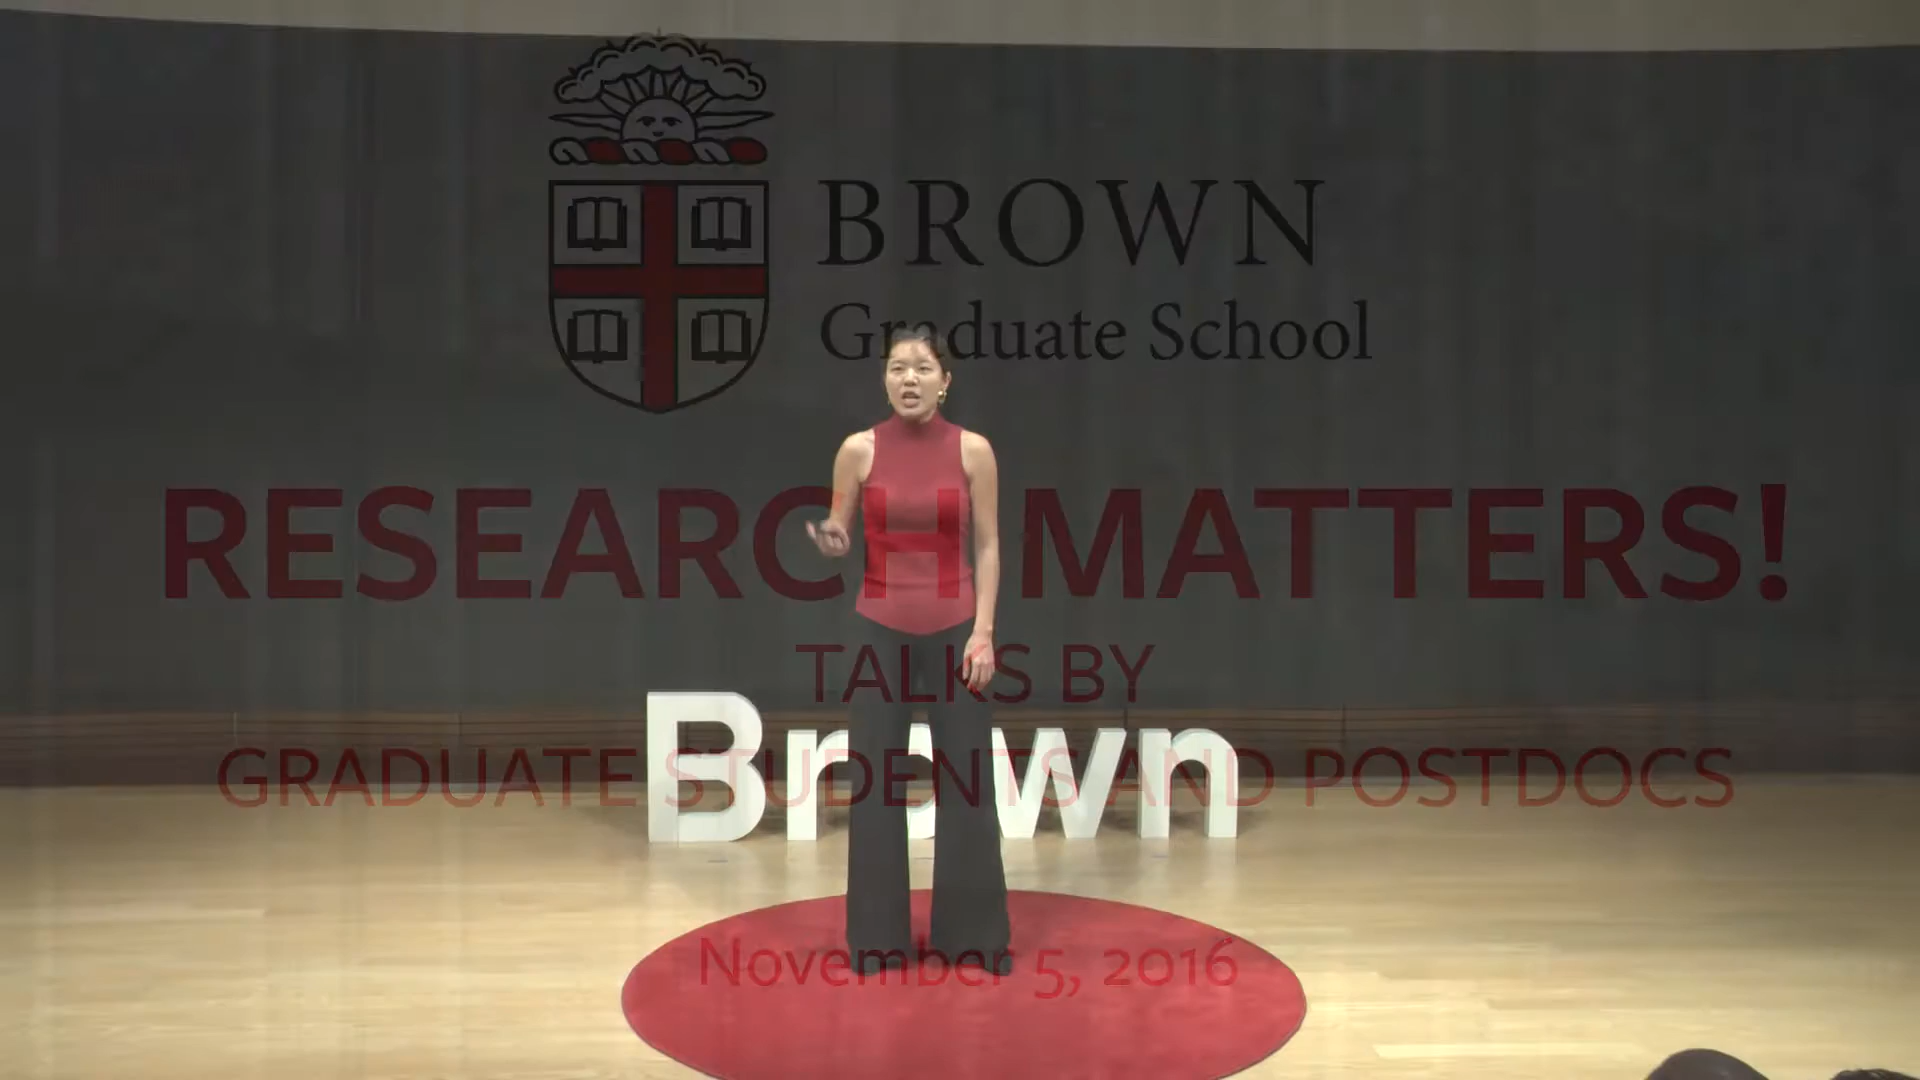 BROWN
Graduate School
RESEARCH MATTERS!
TALKS BY
GRADUATE STUDENTS AND POSTDOCS
Brown
November 5, 2016